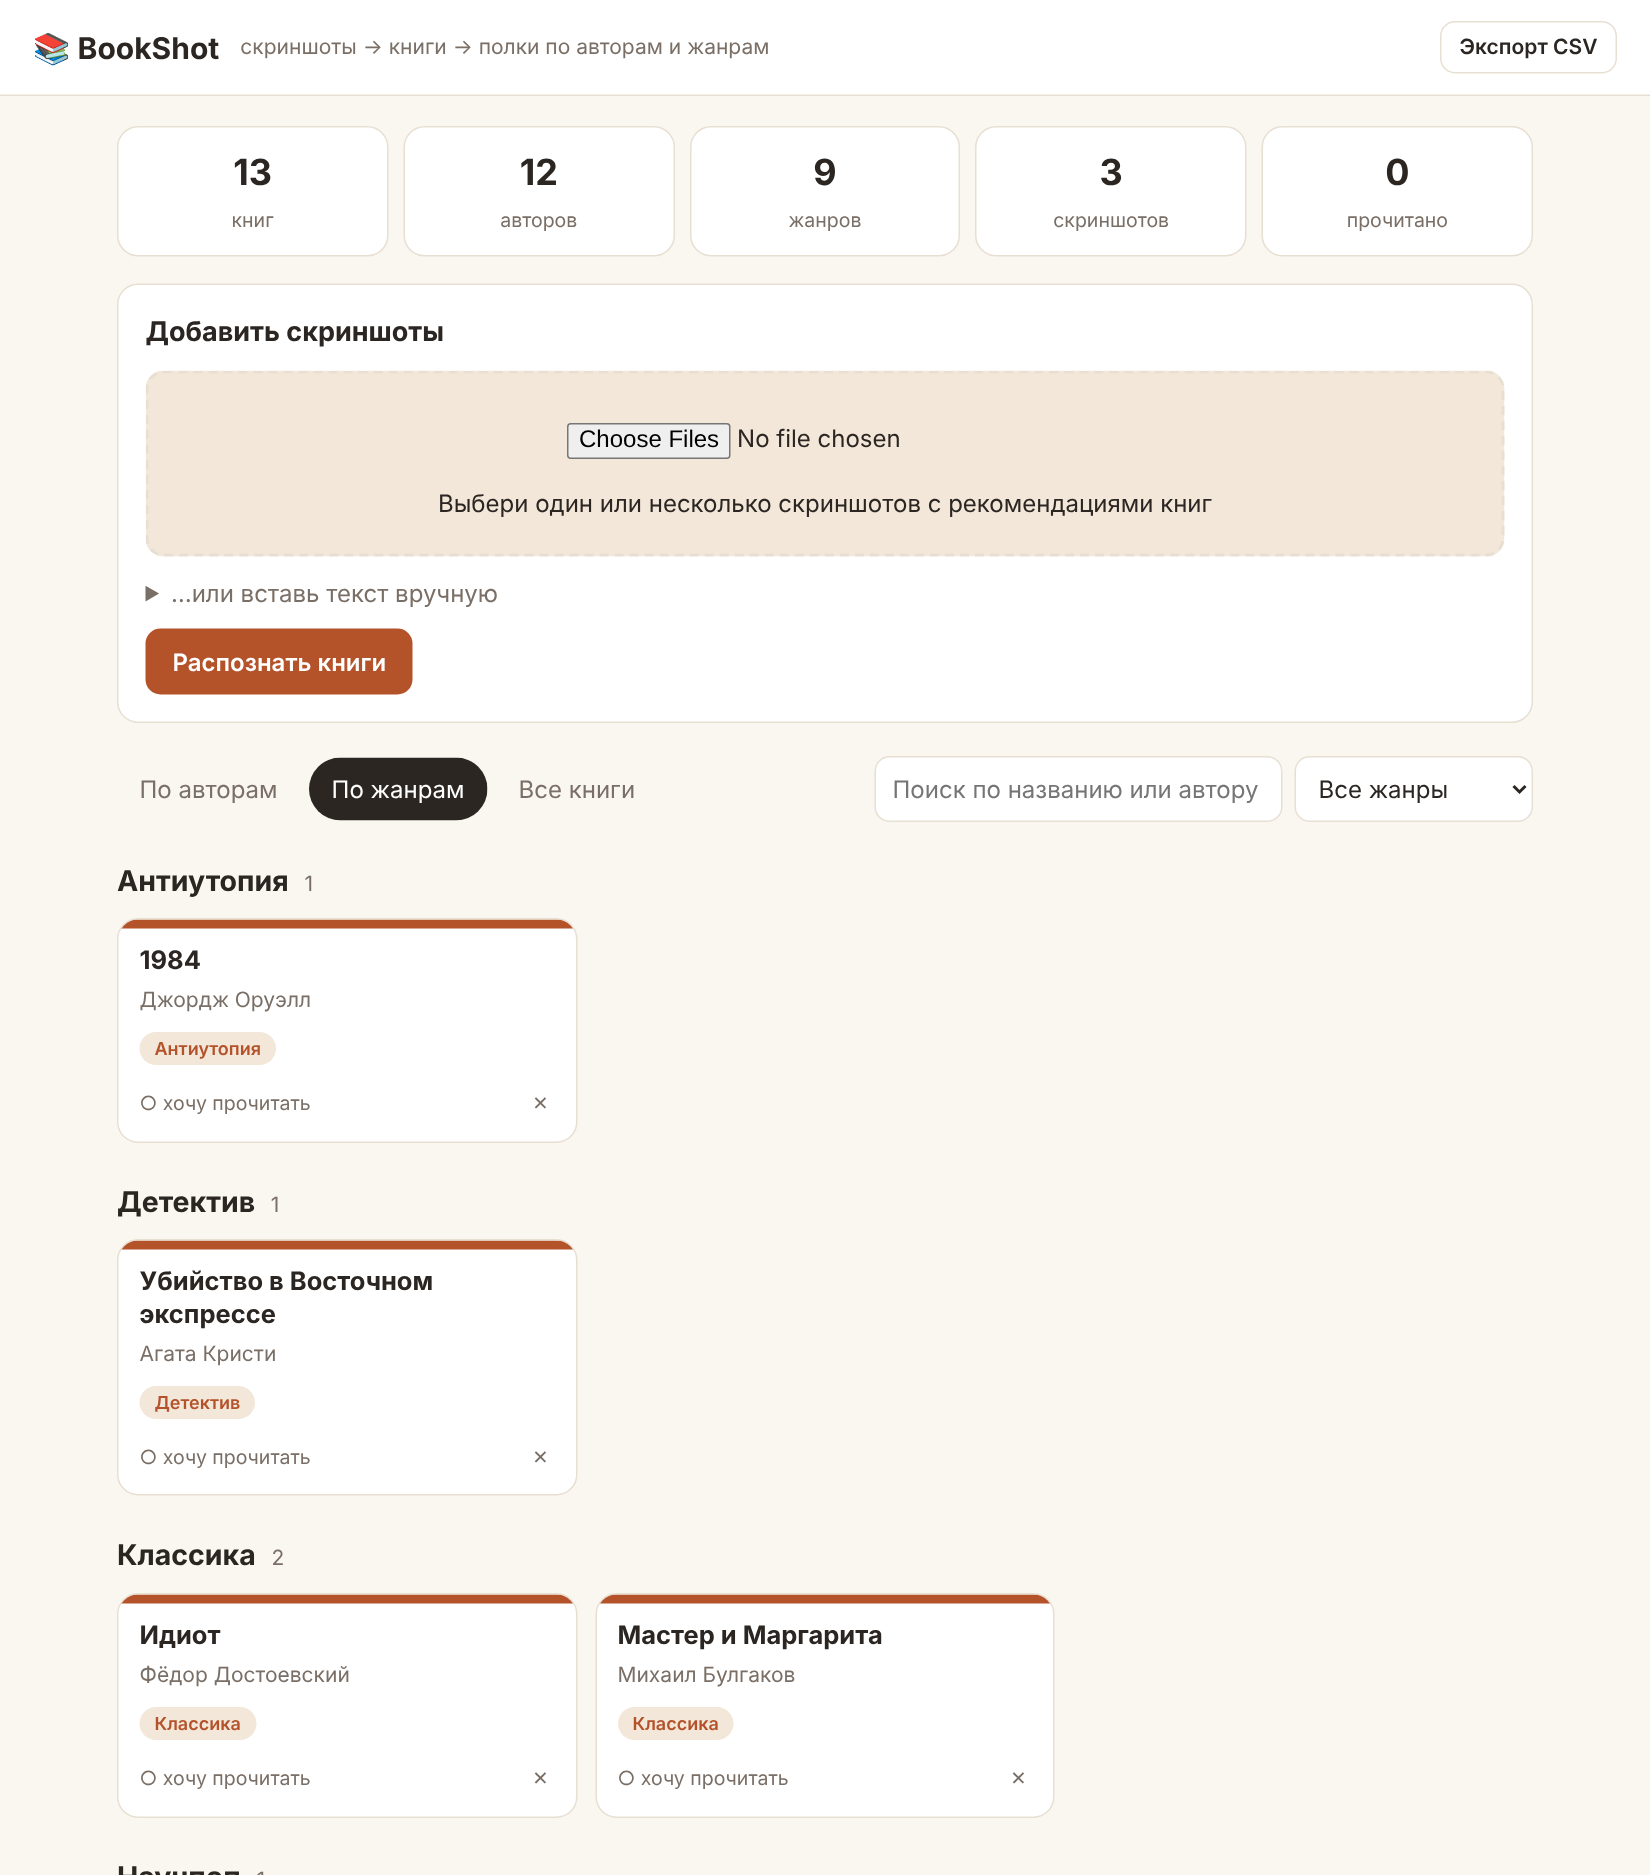 BookShot
скриншоты → книги → полки по авторам и жанрам
Экспорт CSV
13
книг
12
авторов
9
жанров
3
скриншотов
0
прочитано
Добавить скриншоты
Choose Files No file chosen
Выбери один или несколько скриншотов с рекомендациями книг
...или вставь текст вручную
Распознать книги
По авторам По жанрам Все книги
Поиск по названию или автору
Все жанры
Антиутопия 1
1984
Джордж Оруэлл
Антиутопия
хочу прочитать ×
Детектив 1
Убийство в Восточном
экспрессе
Агата Кристи
Детектив
хочу прочитать ×
Классика 2
Идиот
Фёдор Достоевский
Классика
хочу прочитать ×
Мастер и Маргарита
Михаил Булгаков
Классика
хочу прочитать ×